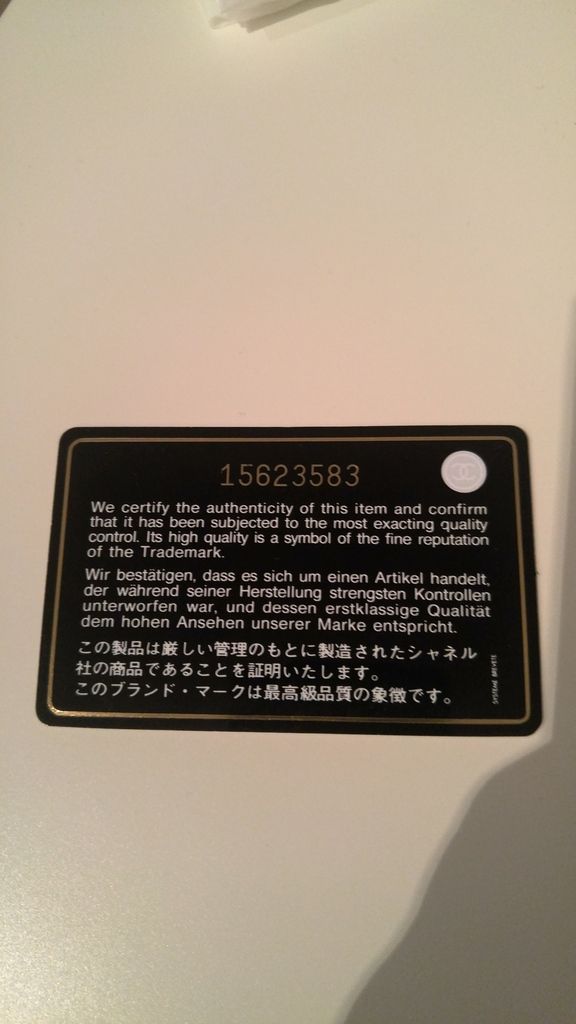 15623583
We certify the authenticity of this item and confirm
that it has been subjected to the most exacting quality
control. Its high quality is a symbol of the fine reputation
of the Trademark.
Wir bestätigen, dass es sich um einen Artikel handelt,
der während seiner Herstellung strengsten Kontrollen
unterworfen war, und dessen erstklassige Qualität
dem hohen Ansehen unserer Marke entspricht.
この製品は厳しい管理のもとに製造されたシャネル
社の商品であることを証明いたします。
このブランド・マークは最高級品質の象徴です。
SYSTEME BREVETE